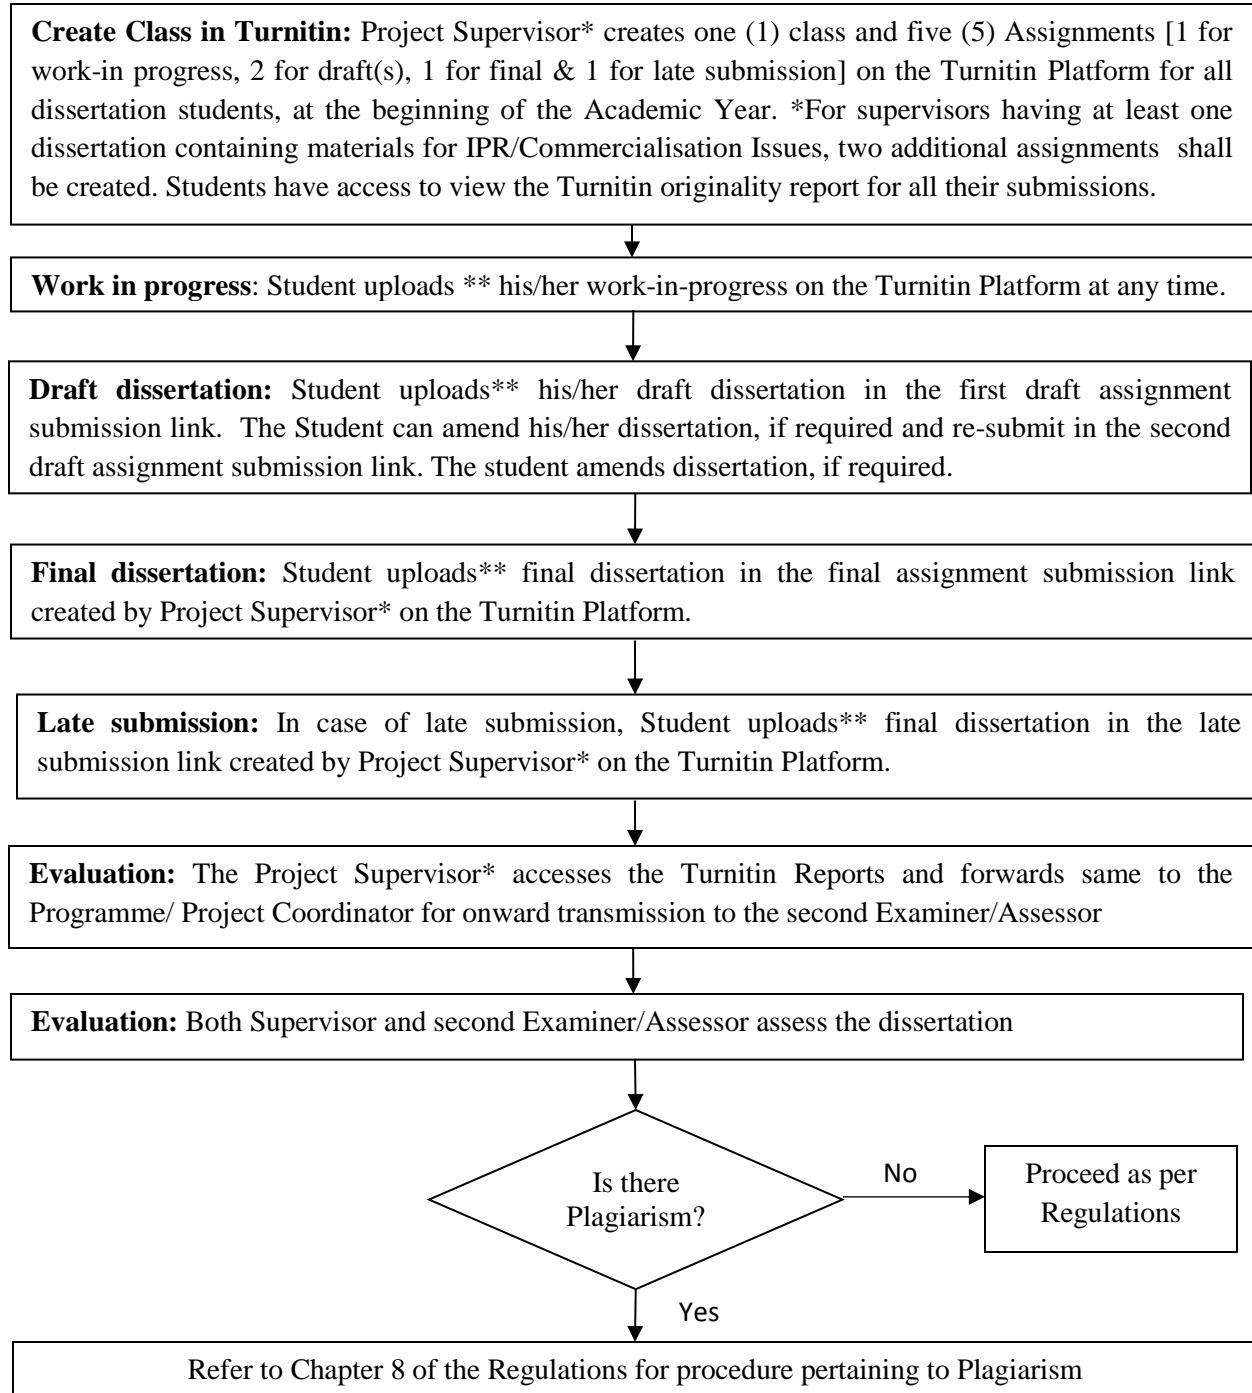 Create Class in Turnitin: Project Supervisor* creates one (1) class and five (5) Assignments [1 for
work-in progress, 2 for draft(s), 1 for final & 1 for late submission] on the Turnitin Platform for all
dissertation students, at the beginning of the Academic Year. *For supervisors having at least one
dissertation containing materials for IPR/Commercialisation Issues, two additional assignments shall
be created. Students have access to view the Turnitin originality report for all their submissions.
Work in progress: Student uploads ** his/her work-in-progress on the Turnitin Platform at any time.
Draft dissertation: Student uploads** his/her draft dissertation in the first draft assignment
submission link. The Student can amend his/her dissertation, if required and re-submit in the second
draft assignment submission link. The student amends dissertation, if required.
Final dissertation: Student uploads** final dissertation in the final assignment submission link
created by Project Supervisor* on the Turnitin Platform.
Late submission: In case of late submission, Student uploads** final dissertation in the late
submission link created by Project Supervisor* on the Turnitin Platform.
Evaluation: The Project Supervisor* accesses the Turnitin Reports and forwards same to the
Programme/ Project Coordinator for onward transmission to the second Examiner/Assessor
Evaluation: Both Supervisor and second Examiner/Assessor assess the dissertation
Is there
Plagiarism?
No
Proceed as per
Regulations
Yes
Refer to Chapter 8 of the Regulations for procedure pertaining to Plagiarism